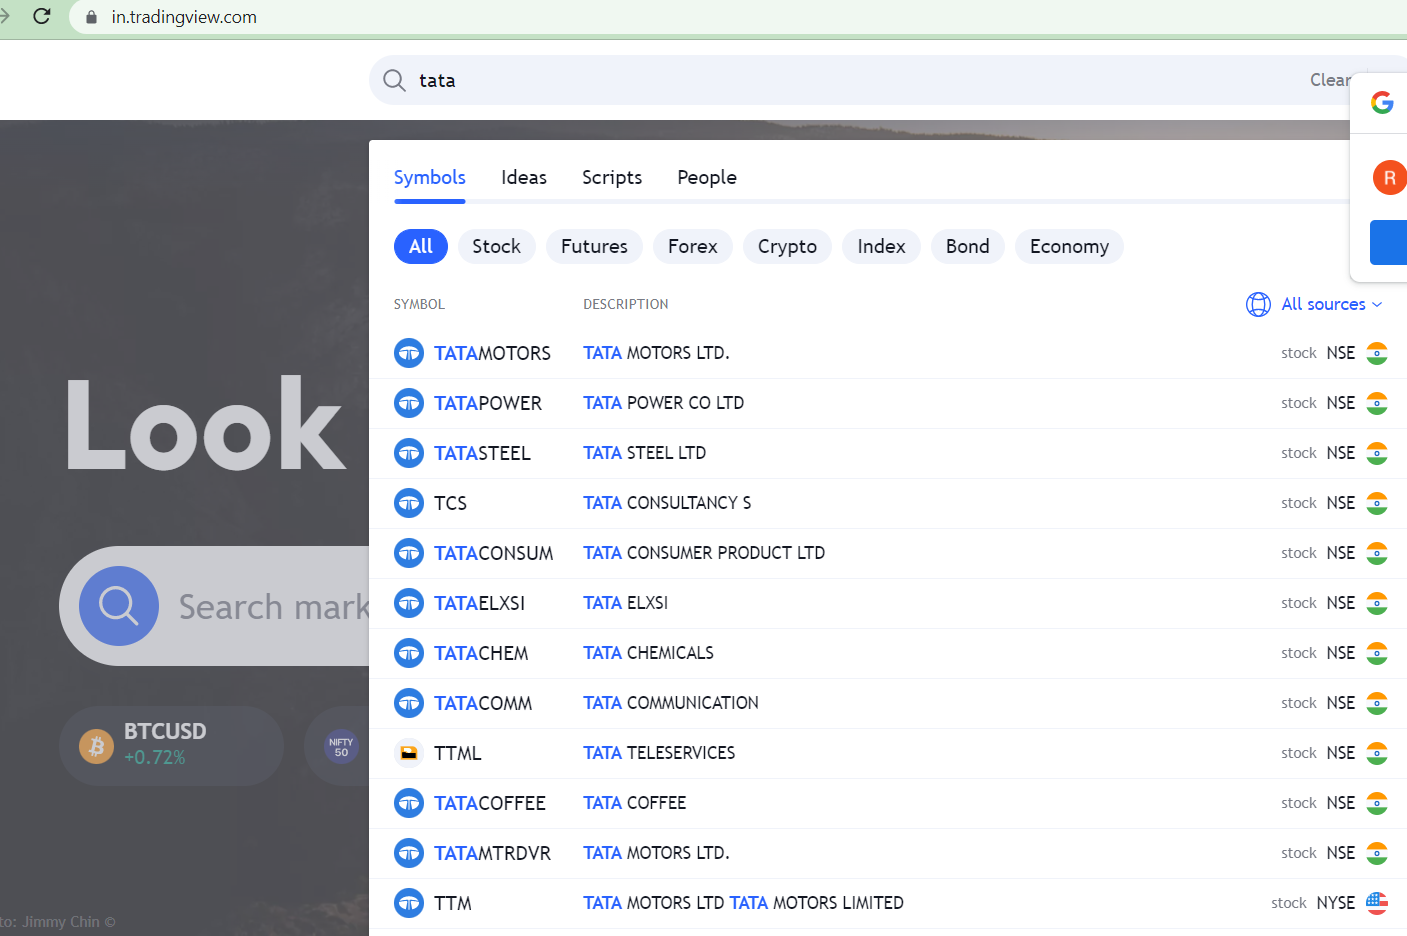 in.tradingview.com
tata
Clear
Symbols Ideas Scripts People
All Stock Futures Forex Crypto Index Bond Economy
SYMBOL DESCRIPTION All sources
TATAMOTORS TATA MOTORS LTD. stock NSE
TATAPOWER TATA POWER CO LTD stock NSE
TATASTEEL TATA STEEL LTD stock NSE
TCS TATA CONSULTANCY S stock NSE
TATACONSUM TATA CONSUMER PRODUCT LTD stock NSE
TATAELXSI TATA ELXSI stock NSE
TATACHEM TATA CHEMICALS stock NSE
TATACOMM TATA COMMUNICATION stock NSE
TTML TATA TELESERVICES stock NSE
TATACOFFEE TATA COFFEE stock NSE
TATAMTRDVR TATA MOTORS LTD. stock NSE
TTM TATA MOTORS LTD TATA MOTORS LIMITED stock NYSE
R
Look
Search mark
BTCUSD
+0.72%
NIFTY
50
to: Jimmy Chin ©